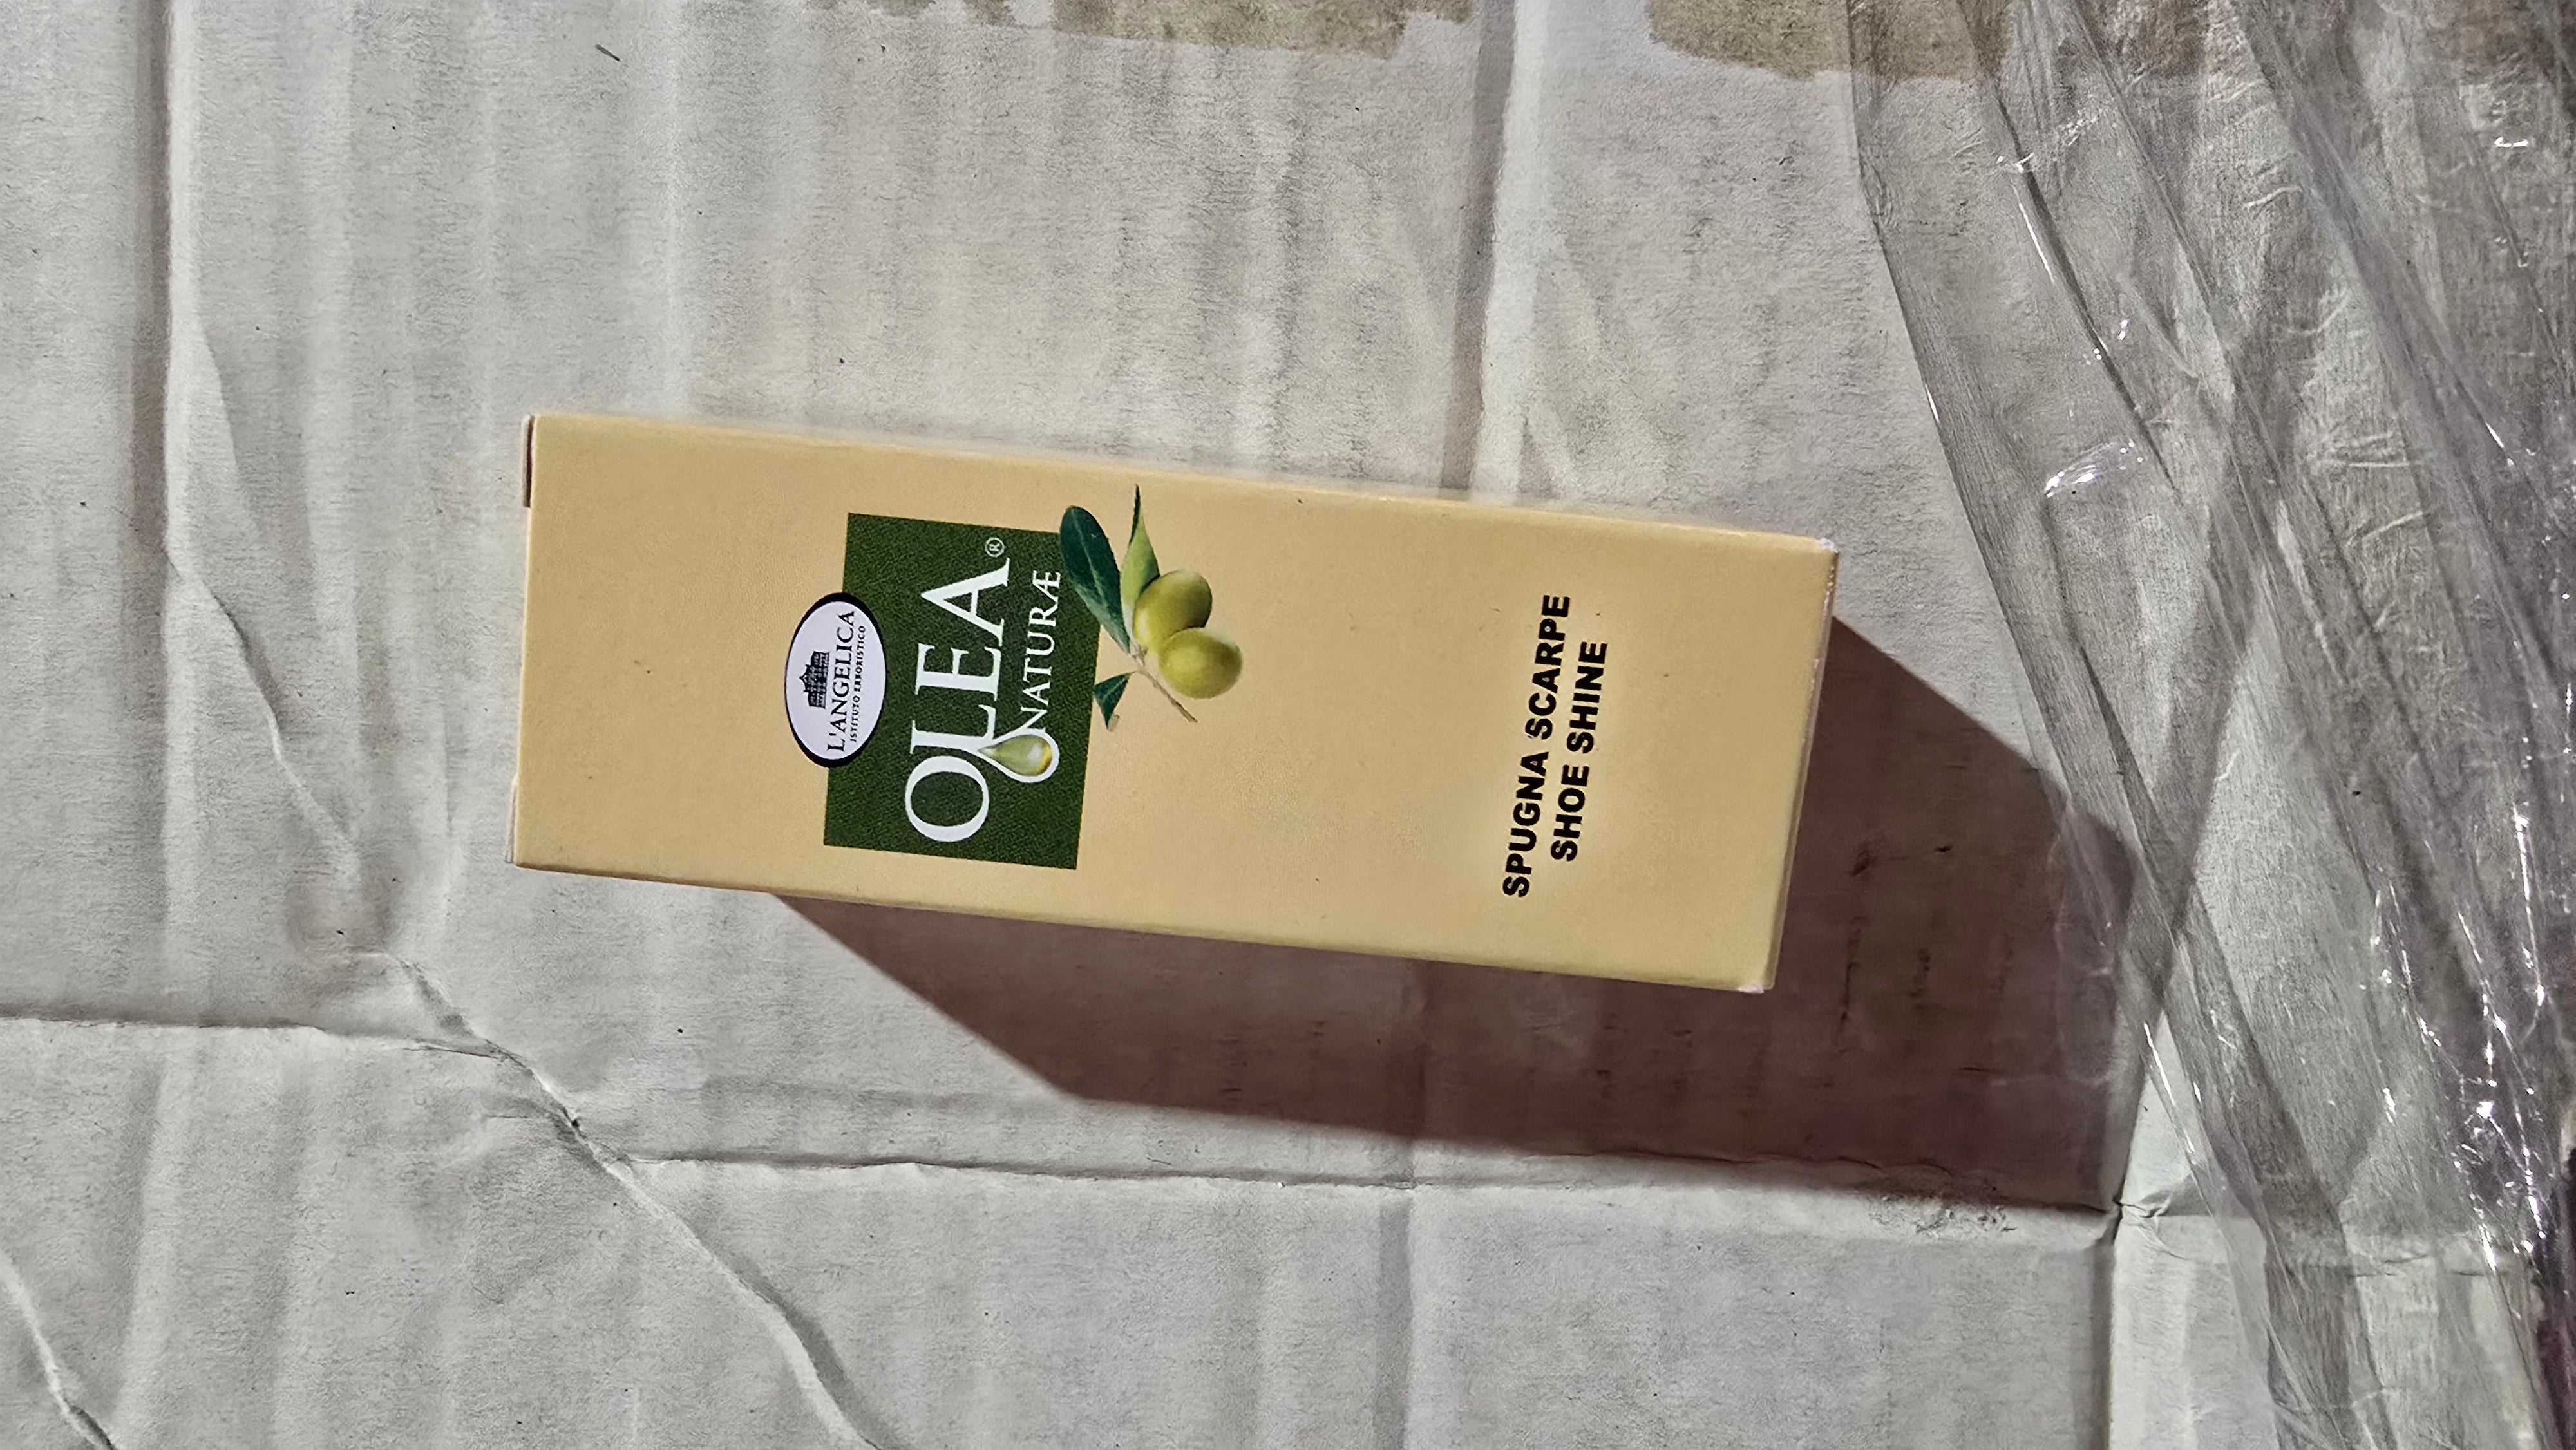 L'ANGELICA
ISTITUTO ERBORISTICO
OLEA®
NATURÆ
SPUGNA SCARPE
SHOE SHINE